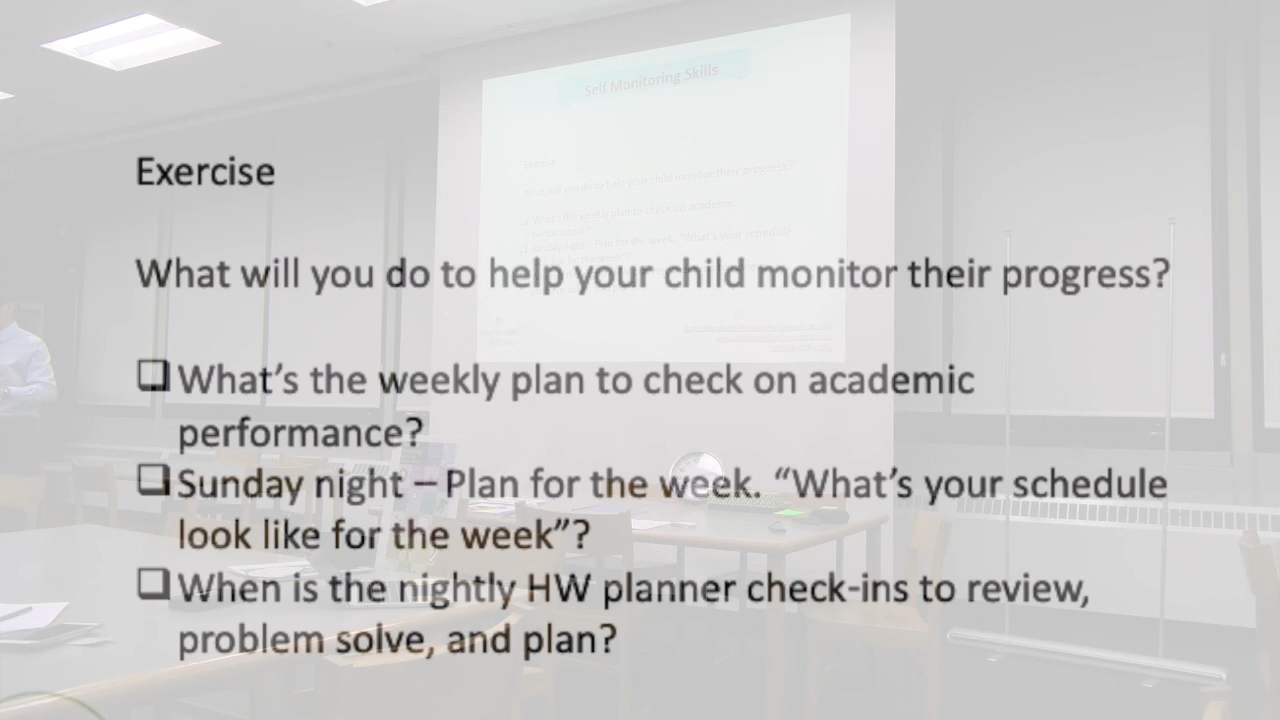 Self Monitoring Skills
Exercise
What will you do to help your child monitor their progress?
❑ What's the weekly plan to check on academic
performance?
❑ Sunday night – Plan for the week. “What's your schedule
look like for the week”?
❑ When is the nightly HW planner check-ins to review,
problem solve, and plan?